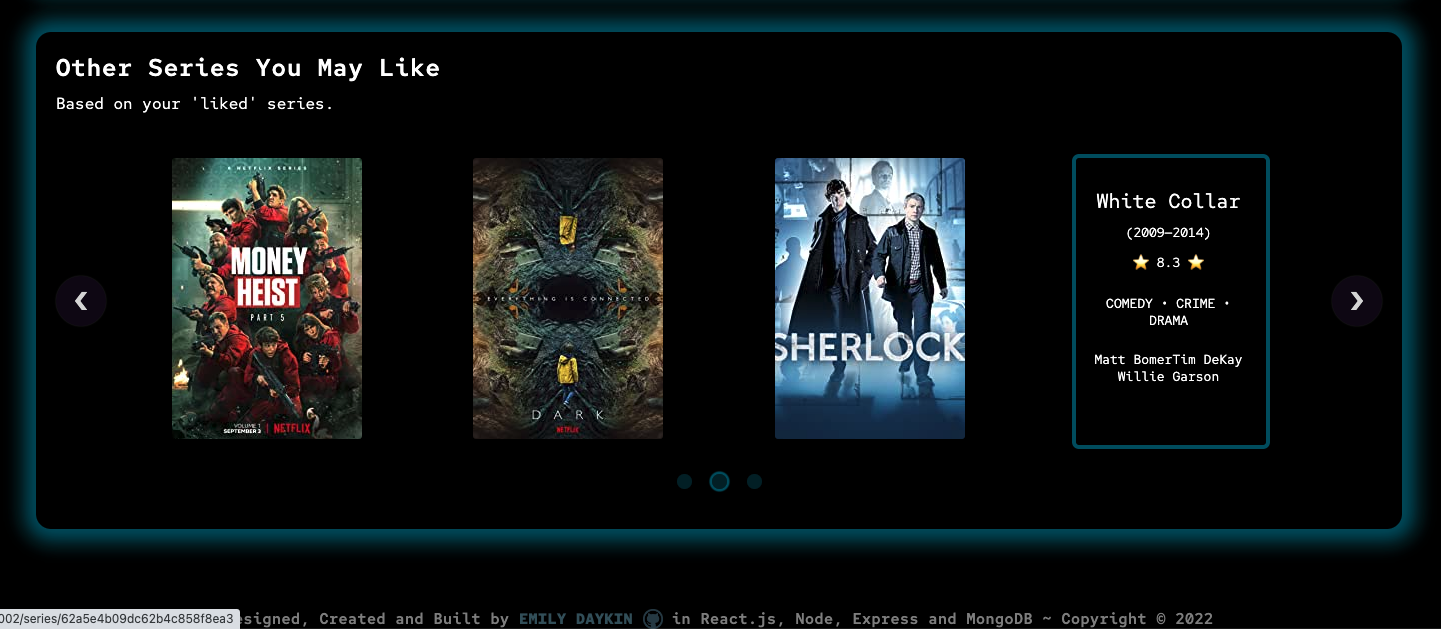 Other Series You May Like
Based on your 'liked' series.
A NETFLIX SERIES
MONEY
HEIST
PART 5
VOLUME 1
SEPTEMBER 3
NETFLIX
EVERYTHING IS CONNECTED
DARK
NETFLIX
SHERLOCK
White Collar
(2009–2014)
⭐ 8.3 ⭐
COMEDY • CRIME •
DRAMA
Matt BomerTim DeKay
Willie Garson
❮
❯
esigned, Created and Built by EMILY DAYKIN in React.js, Node, Express and MongoDB ~ Copyright © 2022
002/series/62a5e4b09dc62b4c858f8ea3